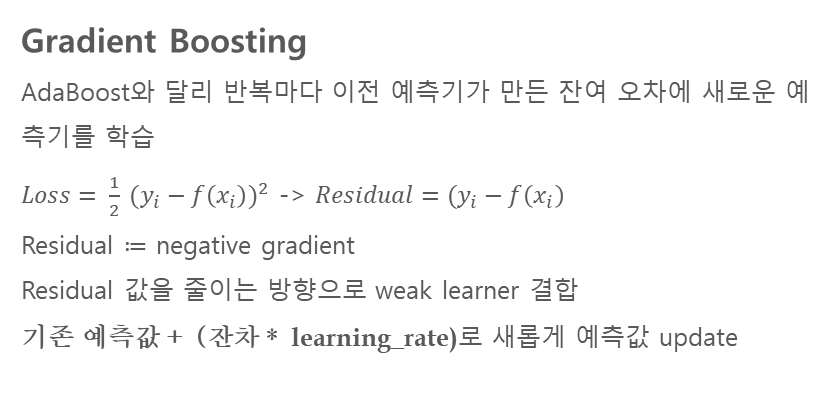 Gradient Boosting
AdaBoost와 달리 반복마다 이전 예측기가 만든 잔여 오차에 새로운 예
측기를 학습
Loss = 1/2 (y_i − f(x_i))² -> Residual = (y_i − f(x_i)
Residual ≔ negative gradient
Residual 값을 줄이는 방향으로 weak learner 결합
기존 예측값 + (잔차 * learning_rate)로 새롭게 예측값 update